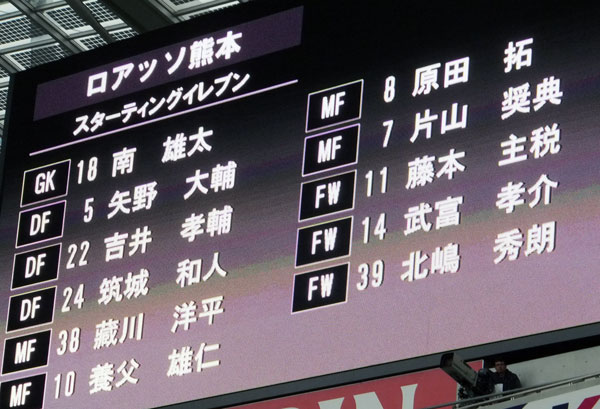 ロアッソ熊本
スターティングイレブン
GK 18 南 雄太
DF 5 矢野 大輔
DF 22 吉井 孝輔
DF 24 筑城 和人
MF 38 藏川 洋平
MF 10 養父 雄仁
MF 8 原田 拓
MF 7 片山 奨典
FW 11 藤本 主税
FW 14 武富 孝介
FW 39 北嶋 秀朗